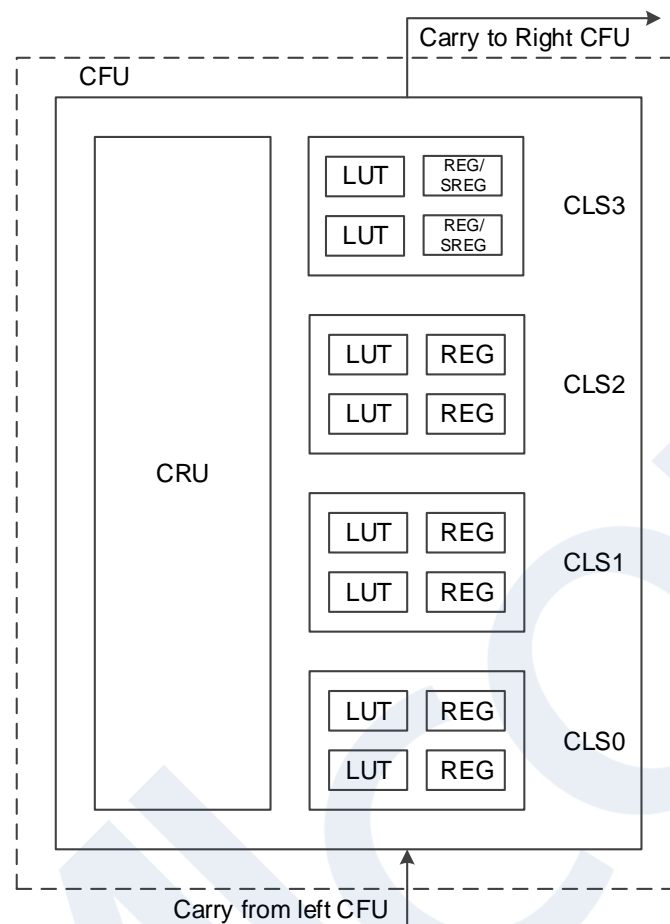 Carry to Right CFU
CFU
LUT REG/
SREG
LUT REG/
SREG
CLS3
LUT REG
LUT REG
CLS2
CRU
LUT REG
LUT REG
CLS1
LUT REG
LUT REG
CLS0
Carry from left CFU